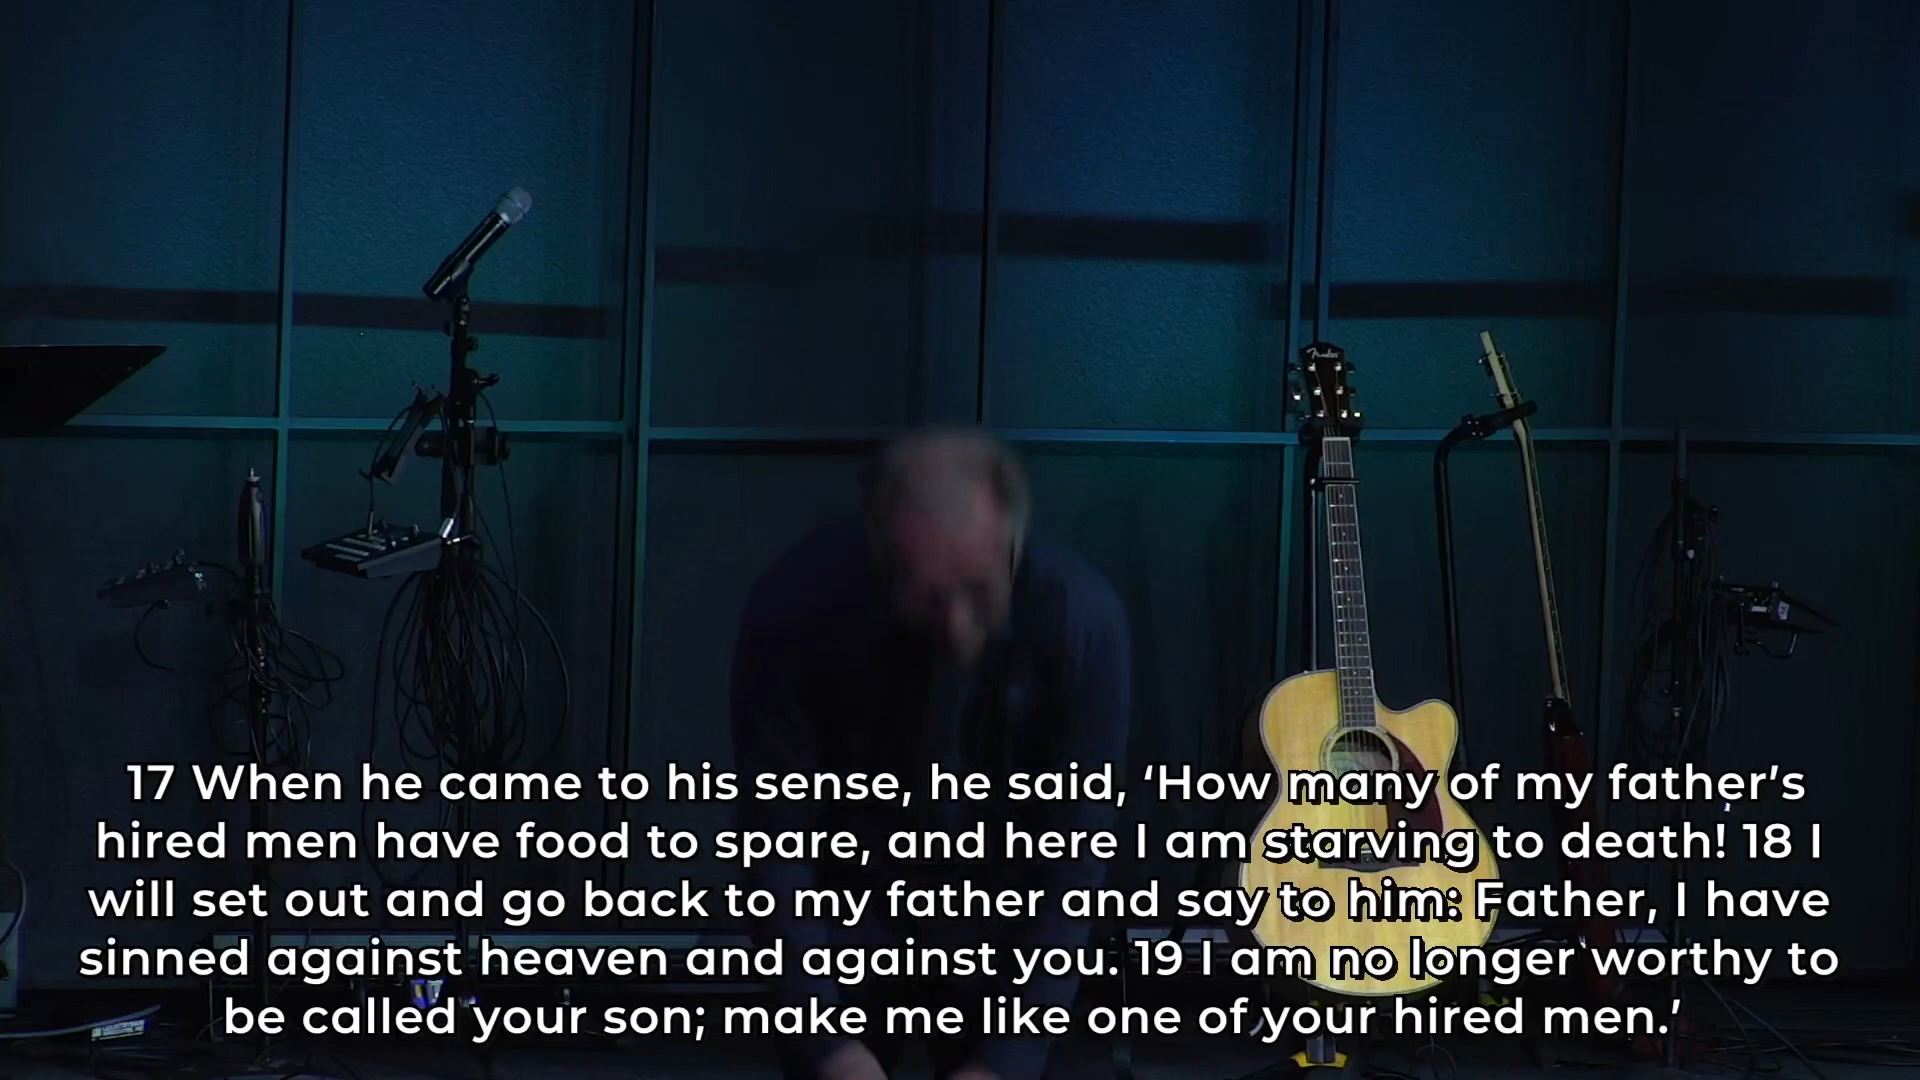 Fender
17 When he came to his sense, he said, ‘How many of my father’s
hired men have food to spare, and here I am starving to death! 18 I
will set out and go back to my father and say to him: Father, I have
sinned against heaven and against you. 19 I am no longer worthy to
be called your son; make me like one of your hired men.’